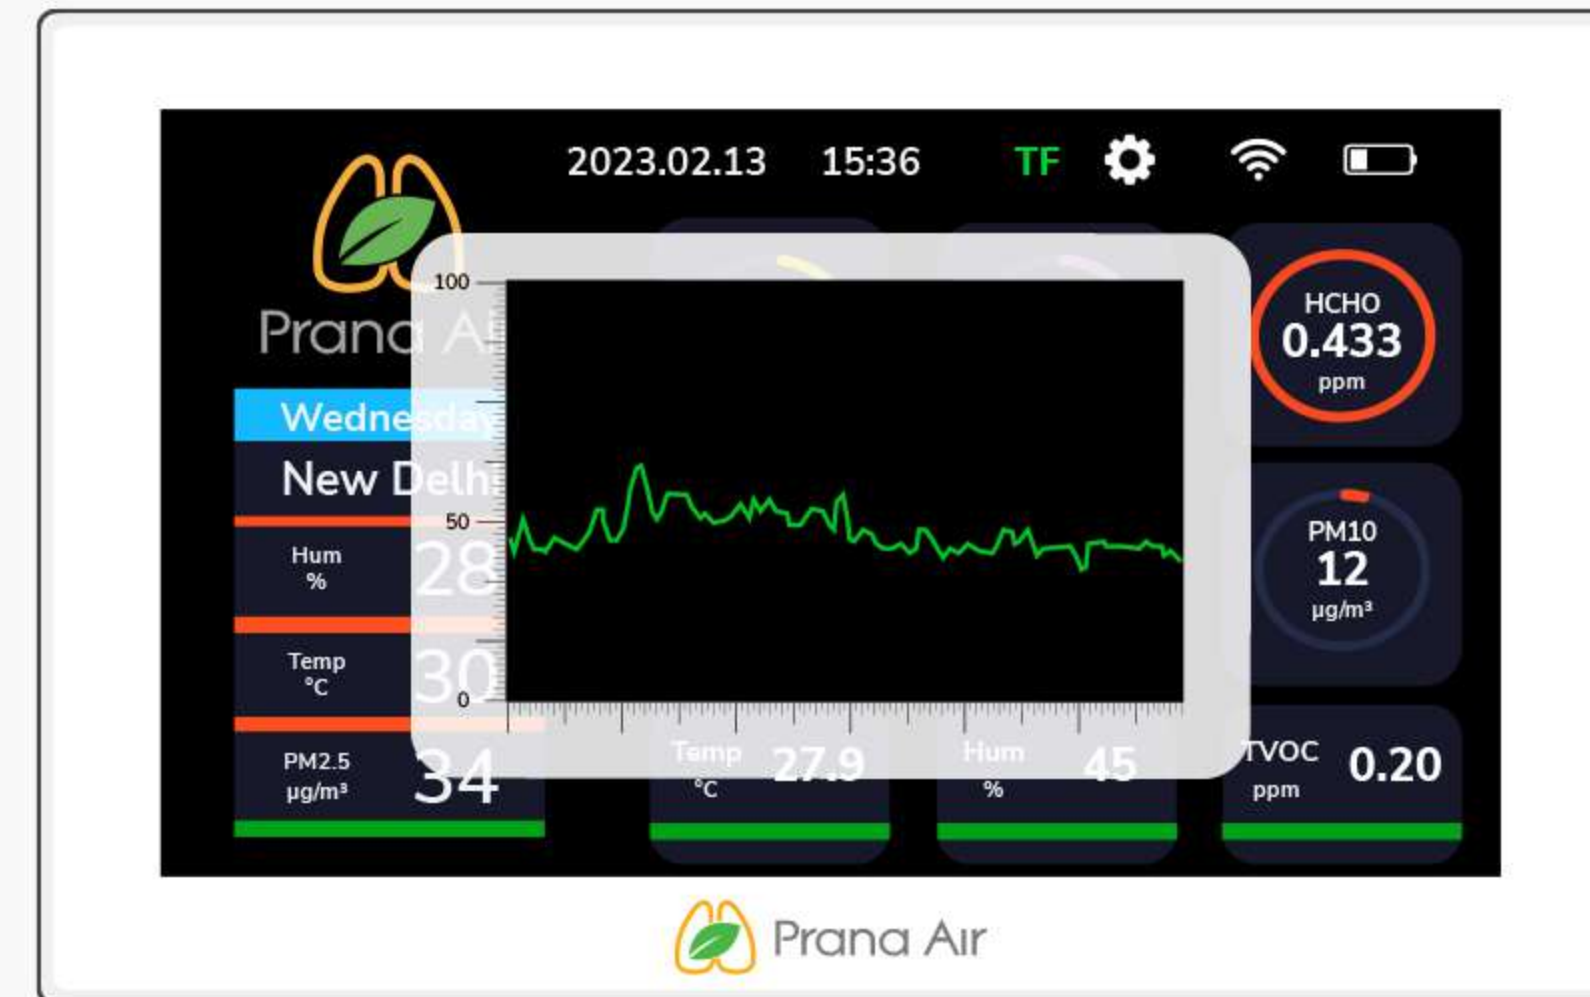 2023.02.13 15:36 TF
Prana Ai
Wednesday
New Delhi
Hum
%
28
Temp
°C
30
PM2.5
µg/m³
34
100
50
0
HCHO
0.433
ppm
PM10
12
µg/m³
Temp
°C
27.9
Hum
%
45
TVOC
ppm
0.20
Prana Air